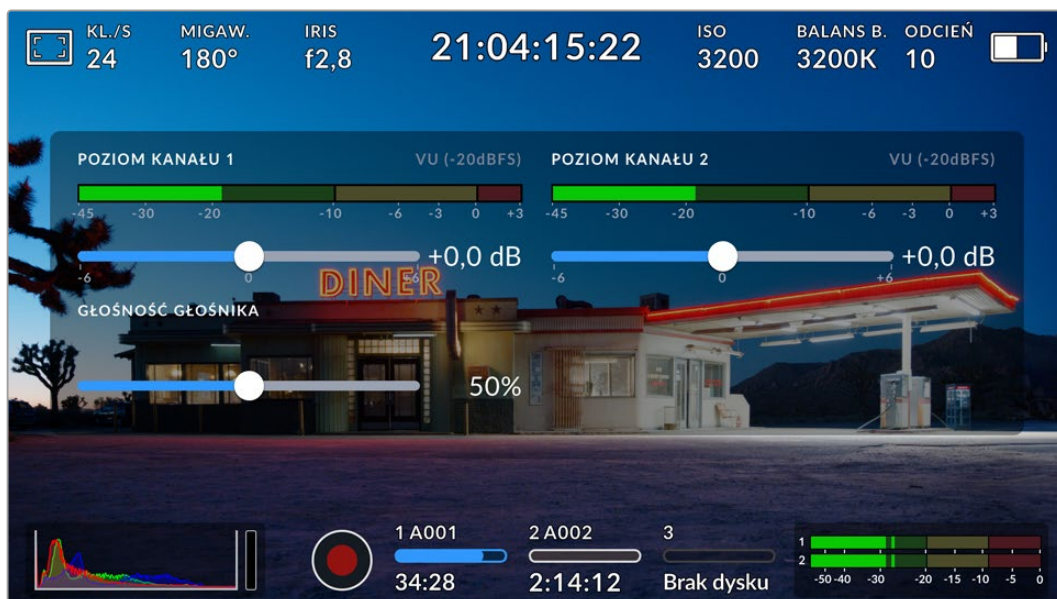 KL./S MIGAW. IRIS 21:04:15:22 ISO BALANS B. ODCIEŃ
24 180° f2,8 3200 3200K 10
POZIOM KANAŁU 1 VU (-20dBFS) POZIOM KANAŁU 2 VU (-20dBFS)
-45 -30 -20 -10 -6 -3 0 +3 -45 -30 -20 -10 -6 -3 0 +3
+0,0 dB +0,0 dB
-6 0 +6 -6 0 +6
DINER
GŁOŚNOŚĆ GŁOŚNIKA
50%
1 A001 2 A002 3
34:28 2:14:12 Brak dysku
1
2
-50 -40 -30 -20 -15 -10 -5 0